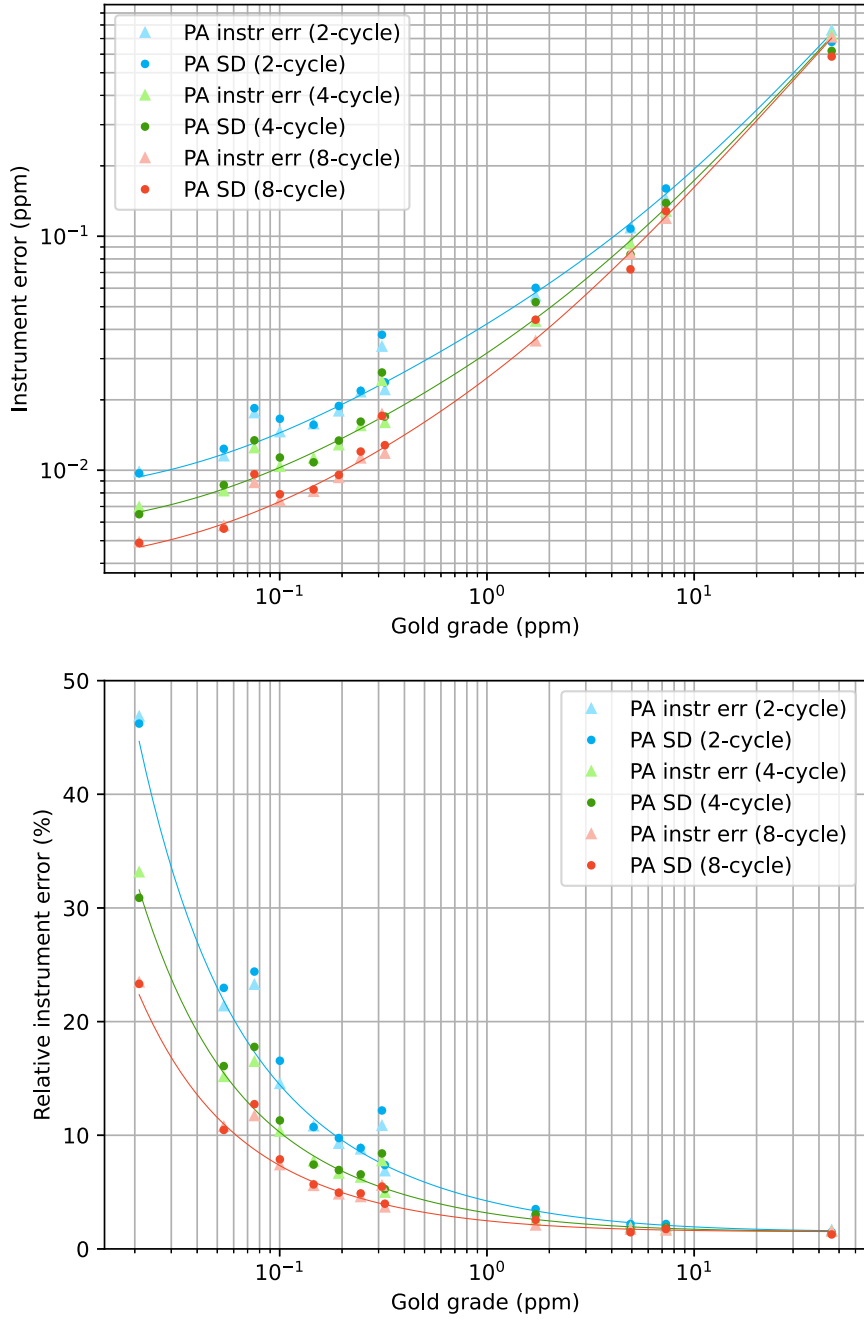 PA instr err (2-cycle)
PA SD (2-cycle)
PA instr err (4-cycle)
PA SD (4-cycle)
PA instr err (8-cycle)
PA SD (8-cycle)
Instrument error (ppm)
10⁻¹
10⁻²
10⁻¹ 10⁰ 10¹
Gold grade (ppm)
50
40
30
20
10
0
Relative instrument error (%)
PA instr err (2-cycle)
PA SD (2-cycle)
PA instr err (4-cycle)
PA SD (4-cycle)
PA instr err (8-cycle)
PA SD (8-cycle)
10⁻¹ 10⁰ 10¹
Gold grade (ppm)